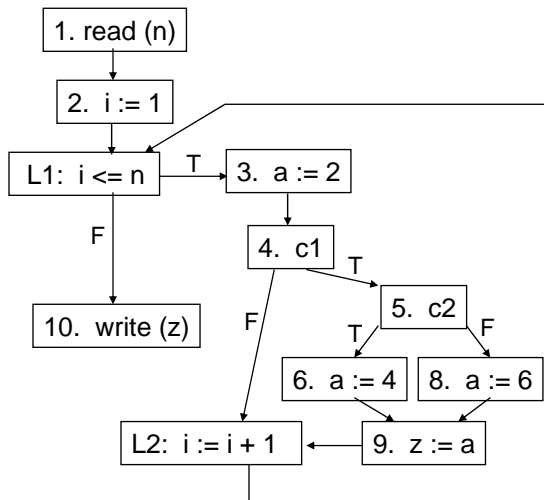 1. read (n)
2. i := 1
L1: i <= n
T
3. a := 2
F
4. c1
T
5. c2
10. write (z)
F
T
F
6. a := 4
8. a := 6
L2: i := i + 1
9. z := a